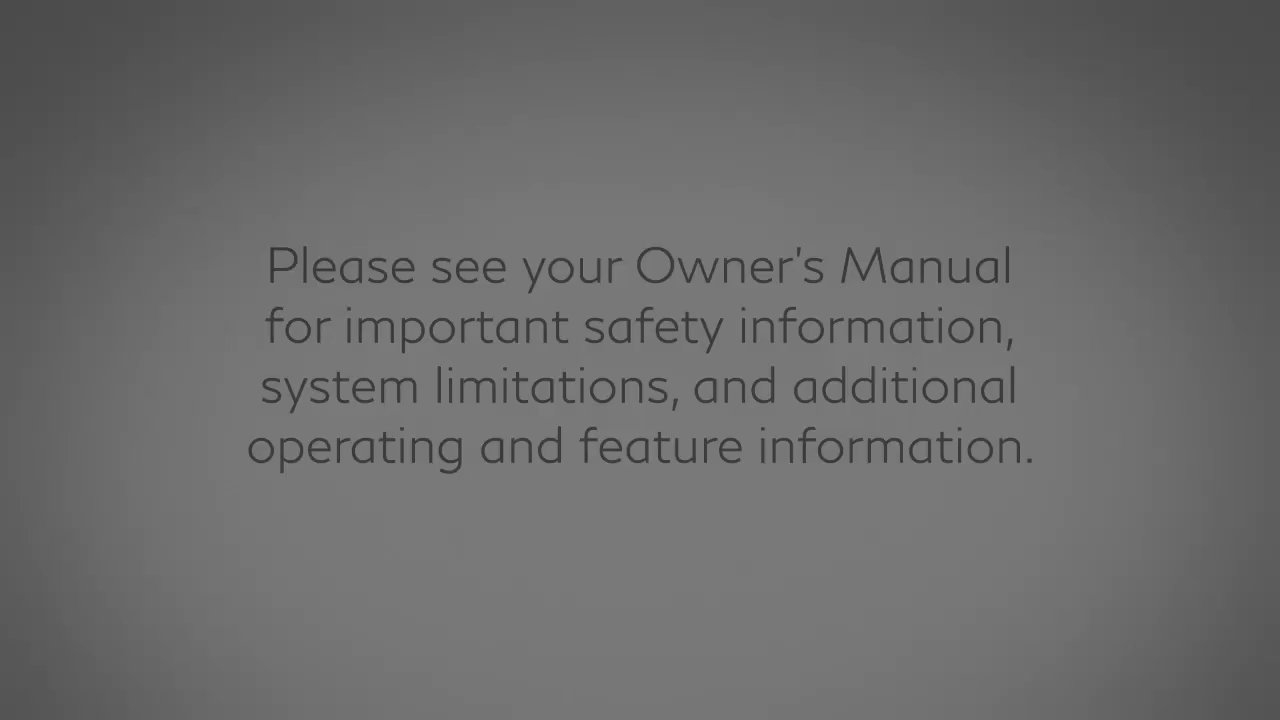 Please see your Owner's Manual
for important safety information,
system limitations, and additional
operating and feature information.